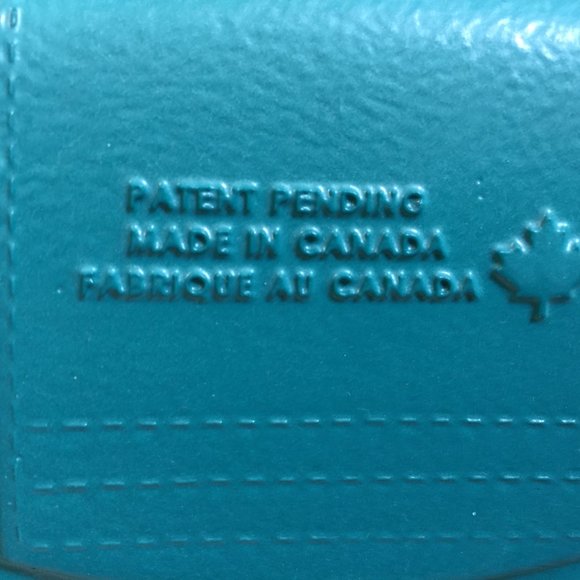 PATENT PENDING
MADE IN CANADA
FABRIQUE AU CANADA